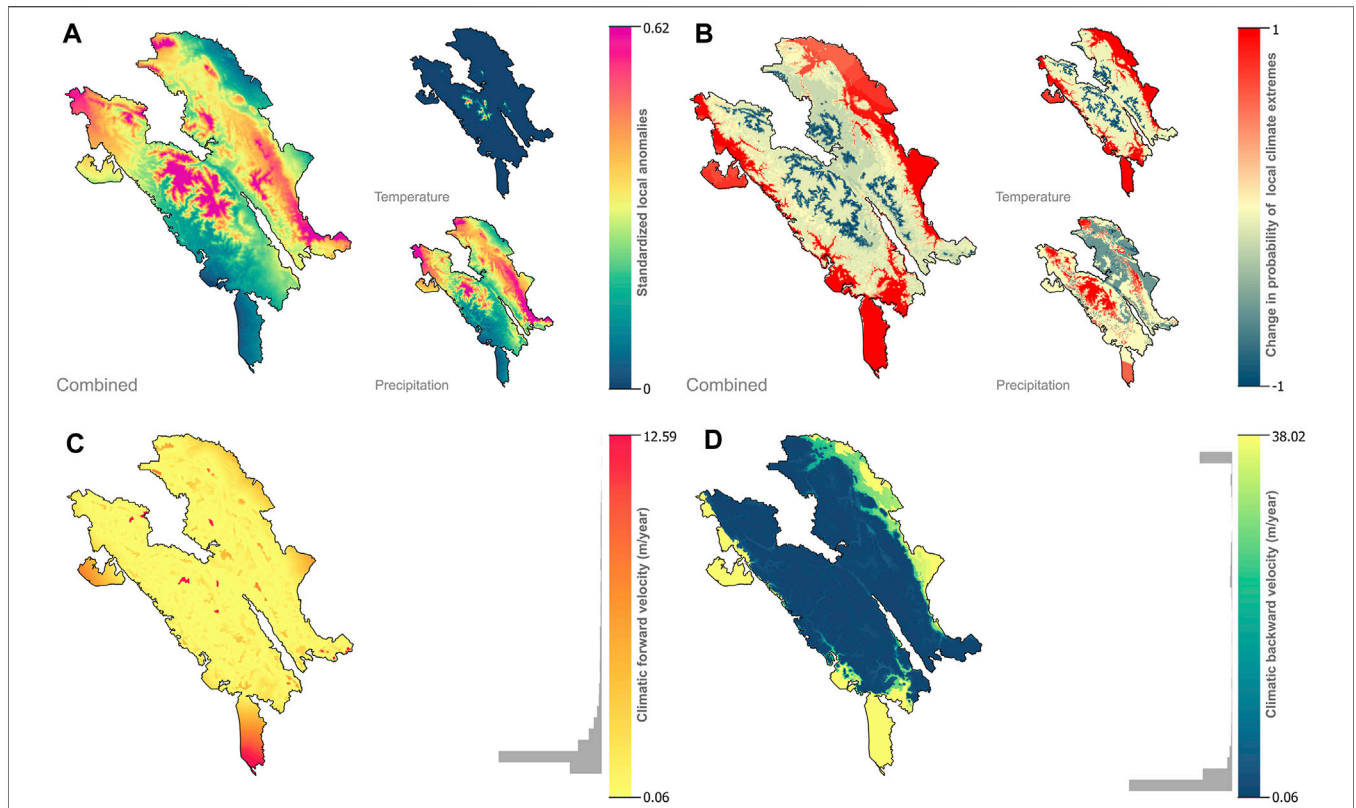 A
Combined
Temperature
Precipitation
0.62
Standardized local anomalies
0
B
Combined
Temperature
Precipitation
1
Change in probability of local climate extremes
-1
C
12.59
Climatic forward velocity (m/year)
0.06
D
38.02
Climatic backward velocity (m/year)
0.06